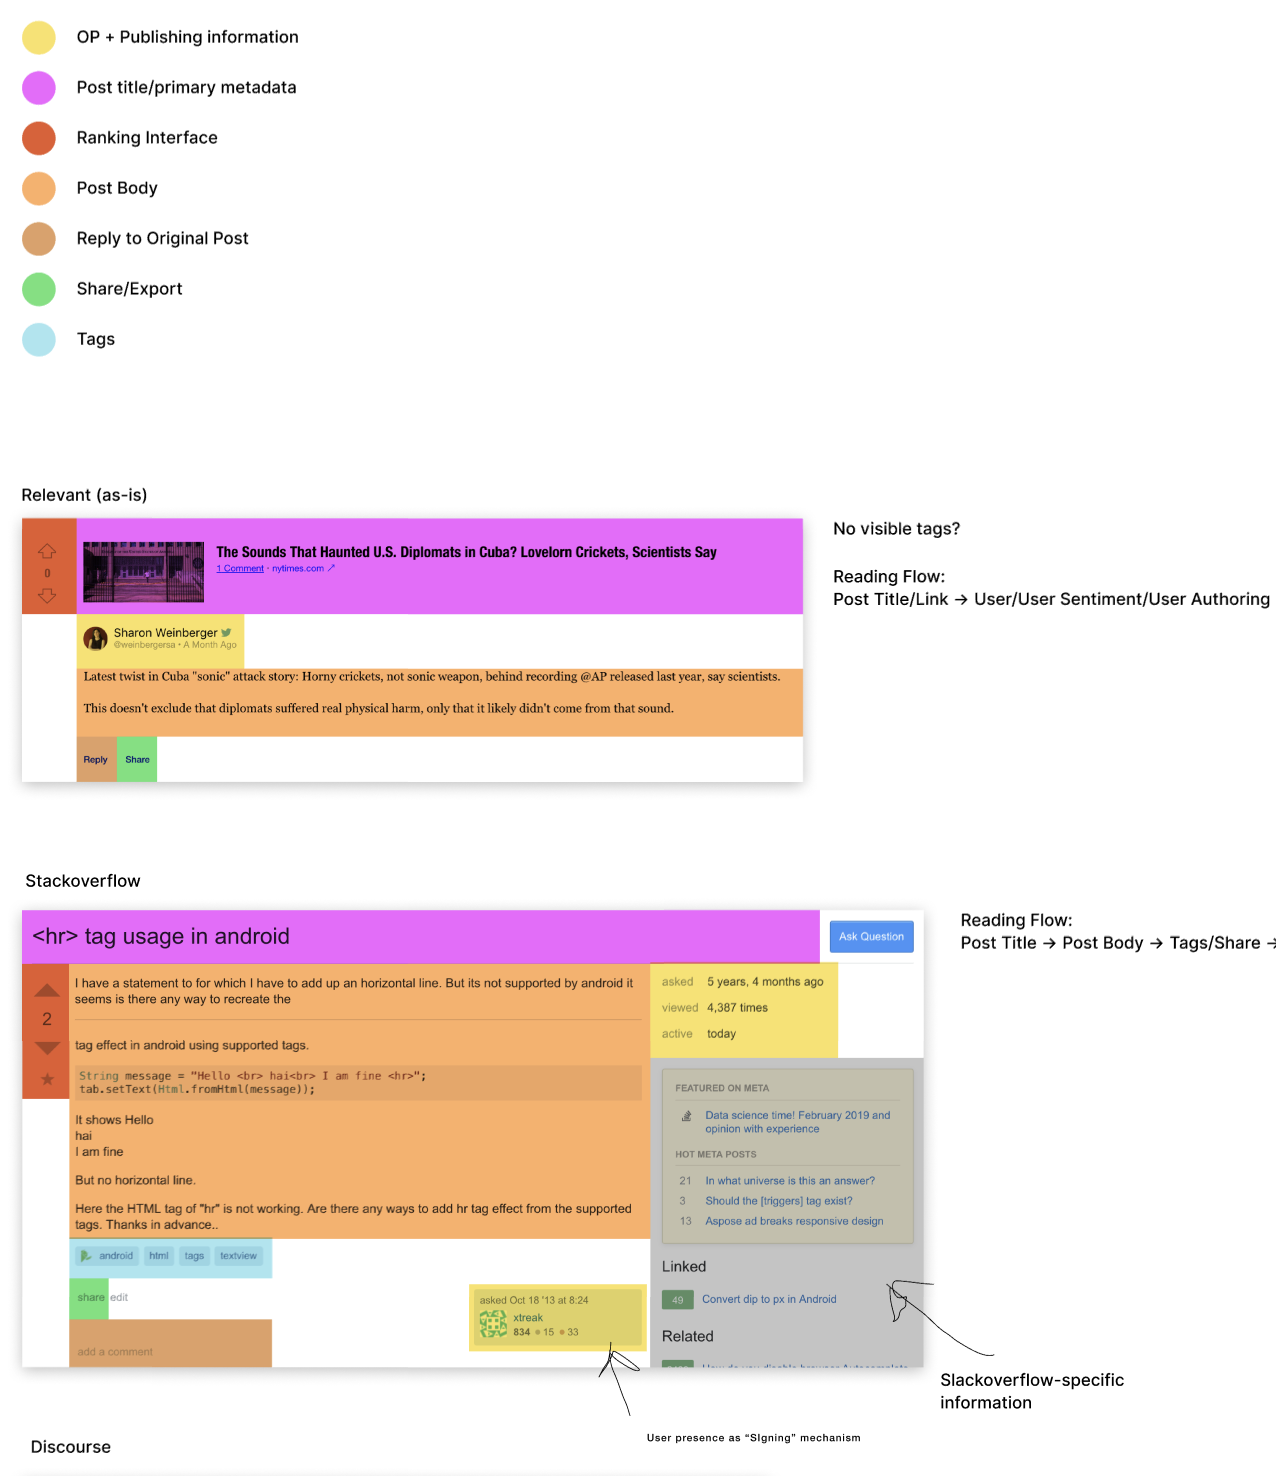 OP + Publishing information
Post title/primary metadata
Ranking Interface
Post Body
Reply to Original Post
Share/Export
Tags
Relevant (as-is)
0
The Sounds That Haunted U.S. Diplomats in Cuba? Lovelorn Crickets, Scientists Say
1 Comment · nytimes.com ↗
Sharon Weinberger
@weinbergersa • A Month Ago
Latest twist in Cuba "sonic" attack story: Horny crickets, not sonic weapon, behind recording @AP released last year, say scientists.
This doesn't exclude that diplomats suffered real physical harm, only that it likely didn't come from that sound.
Reply Share
No visible tags?
Reading Flow:
Post Title/Link → User/User Sentiment/User Authoring
Stackoverflow
<hr> tag usage in android
Ask Question
2
I have a statement to for which I have to add up an horizontal line. But its not supported by android it
seems is there any way to recreate the
tag effect in android using supported tags.
String message = "Hello <br> hai<br> I am fine <hr>";
tab.setText(Html.fromHtml(message));
It shows Hello
hai
I am fine
But no horizontal line.
Here the HTML tag of "hr" is not working. Are there any ways to add hr tag effect from the supported
tags. Thanks in advance..
android html tags textview
share edit
add a comment
asked Oct 18 '13 at 8:24
xtreak
834 ● 15 ● 33
asked 5 years, 4 months ago
viewed 4,387 times
active today
FEATURED ON META
Data science time! February 2019 and
opinion with experience
HOT META POSTS
21 In what universe is this an answer?
3 Should the [triggers] tag exist?
13 Aspose ad breaks responsive design
Linked
49 Convert dip to px in Android
Related
How do you disable browser Autocomplete
Reading Flow:
Post Title → Post Body → Tags/Share →
Slackoverflow-specific
information
User presence as “SIgning” mechanism
Discourse